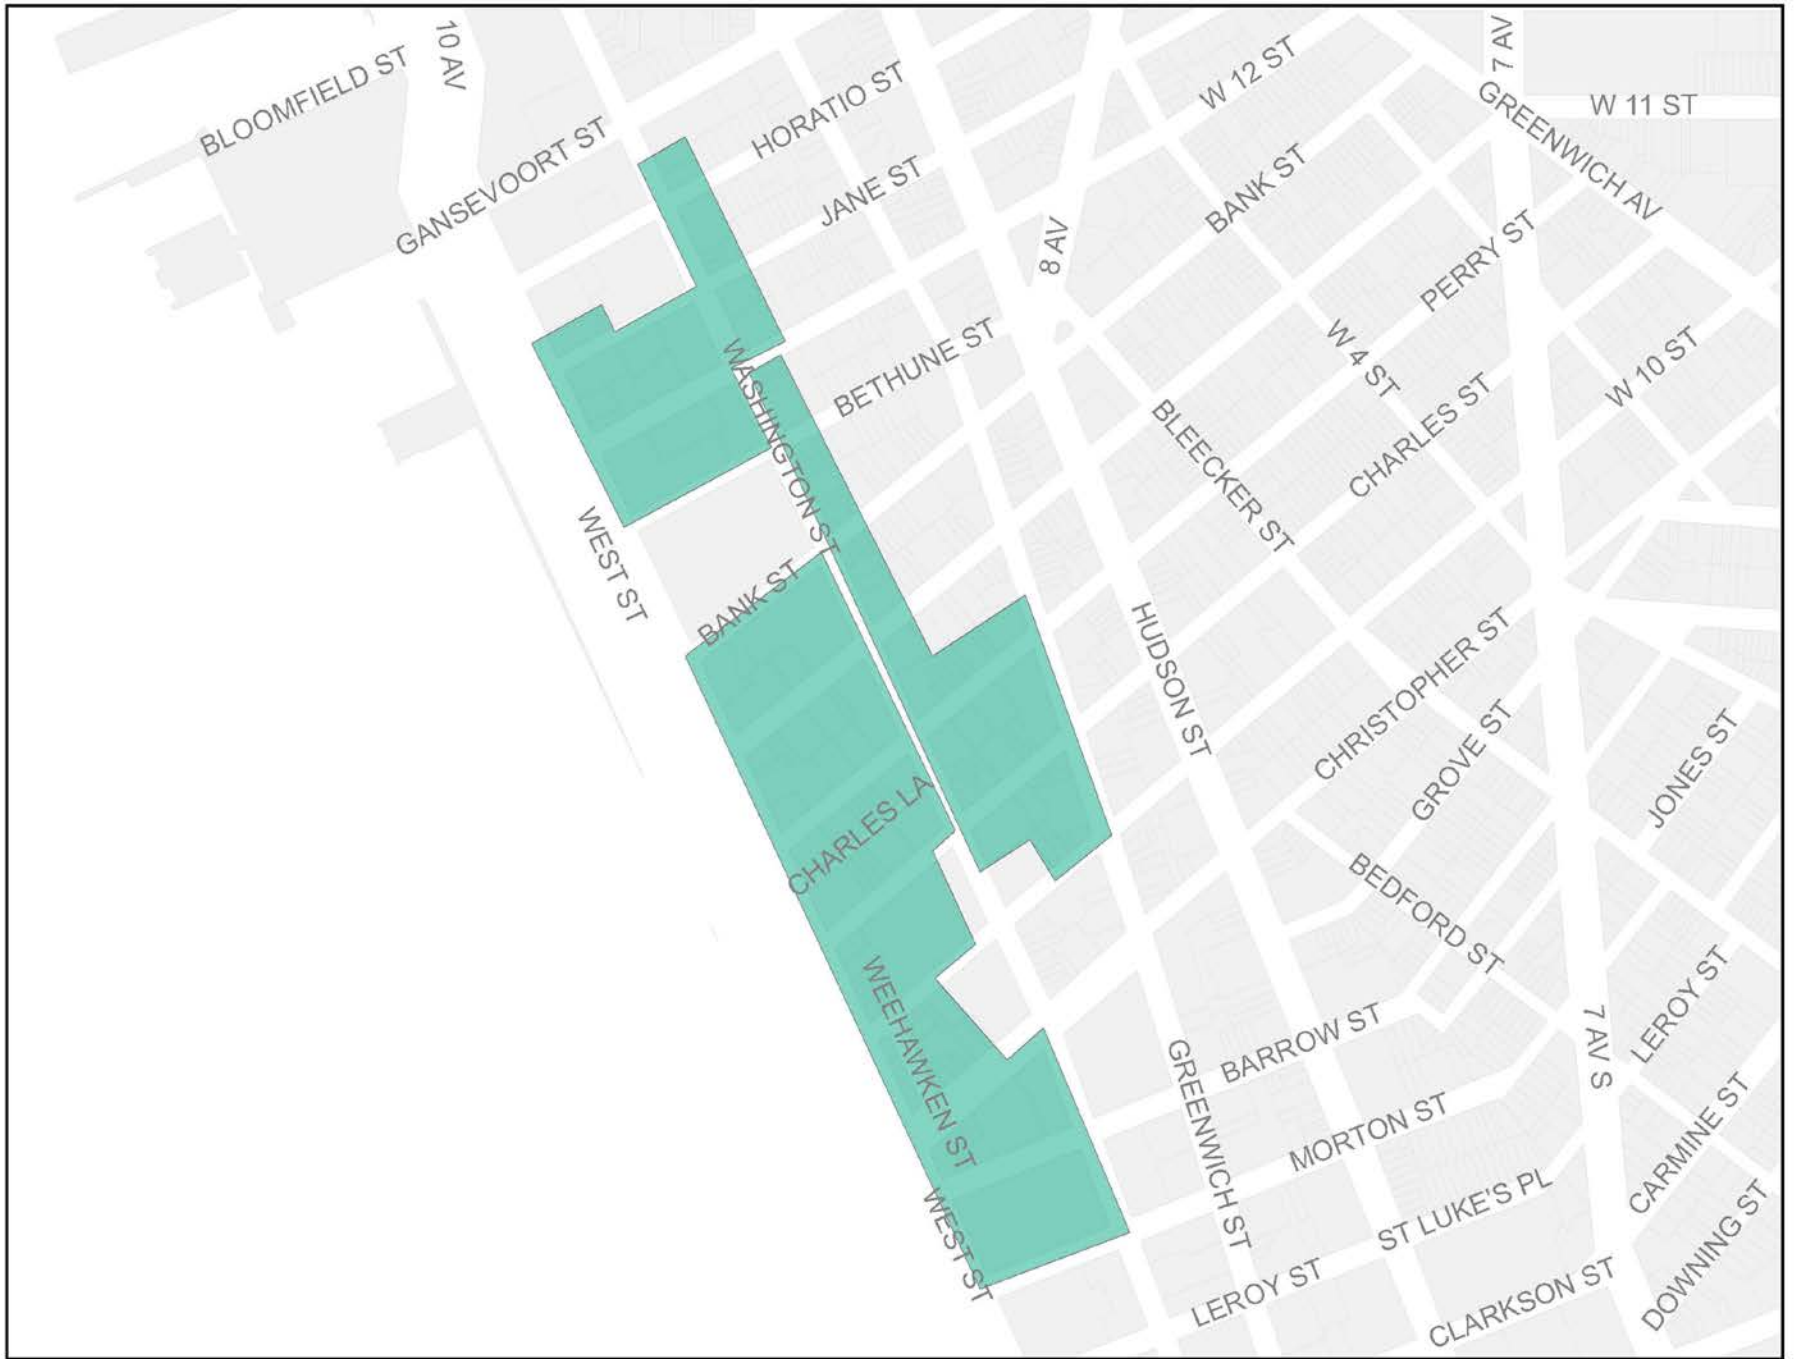 10 AV
7 AV
BLOOMFIELD ST
W 12 ST
HORATIO ST
W 11 ST
GREENWICH AV
GANSEVOORT ST
JANE ST
BANK ST
8 AV
PERRY ST
BETHUNE ST
W 4 ST
W 10 ST
WASHINGTON ST
CHARLES ST
BLEECKER ST
WEST ST
BANK ST
HUDSON ST
CHRISTOPHER ST
GROVE ST
JONES ST
CHARLES LA
BEDFORD ST
WEEHAWKEN ST
LEROY ST
BARROW ST
7 AV S
GREENWICH ST
MORTON ST
CARMINE ST
WEST ST
ST LUKE'S PL
DOWNING ST
LEROY ST
CLARKSON ST